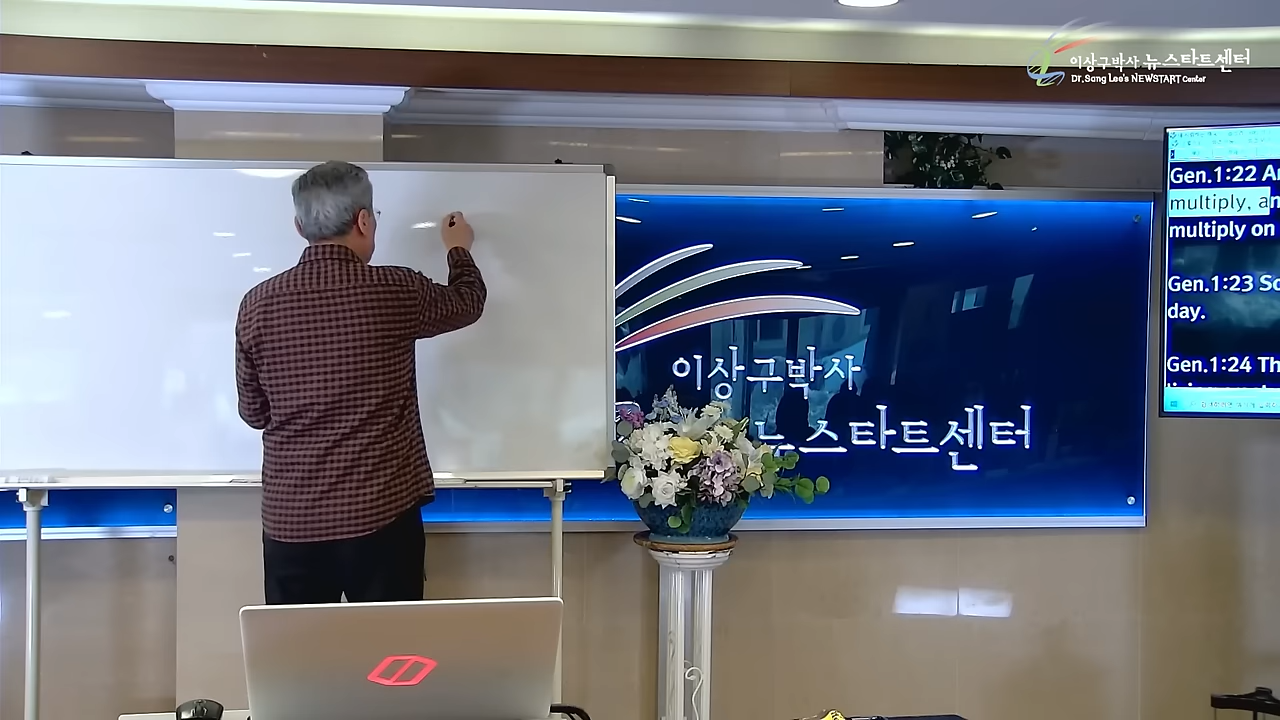 이상구박사 뉴스타트센터
Dr. Sang Lee's NEWSTART Center
Gen.1:22 A
multiply, an
multiply on
Gen.1:23 So
day.
Gen.1:24 Th
이상구박사
뉴스타트센터